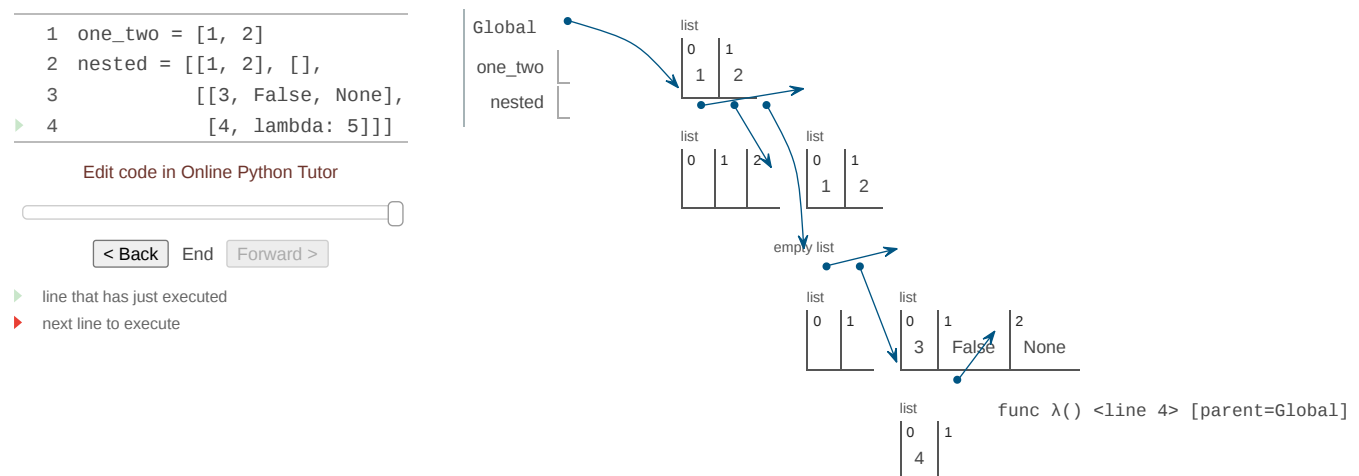 1 one_two = [1, 2]
2 nested = [[1, 2], [],
3 [[3, False, None],
4 [4, lambda: 5]]]
Edit code in Online Python Tutor
< Back End Forward >
line that has just executed
next line to execute
Global
one_two
nested
list
0 1
1 2
list list
0 1 2 0 1
1 2
empty list
list list
0 1 0 1 2
3 False None
list func λ() <line 4> [parent=Global]
0 1
4